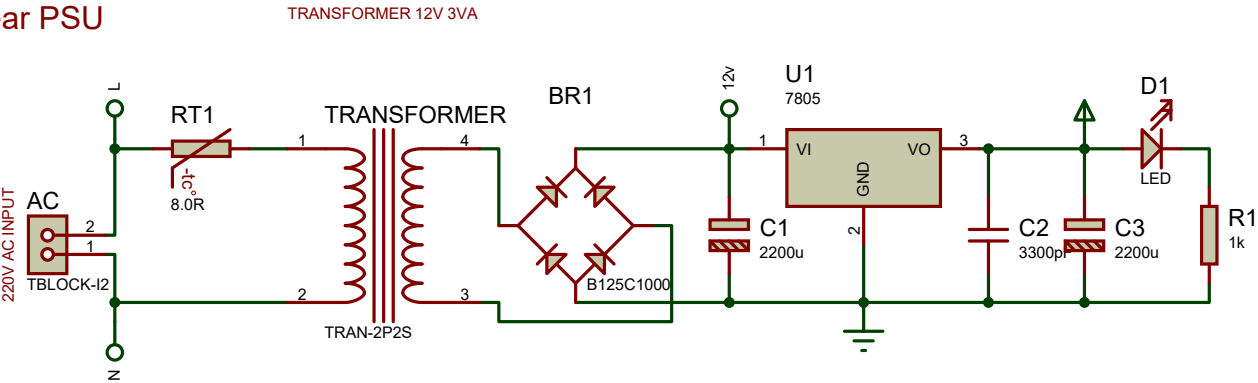 ar PSU
TRANSFORMER 12V 3VA
L
RT1
1
-tc°
8.0R
TRANSFORMER
4
BR1
12v
U1
7805
1
VI
VO
3
GND
2
D1
LED
220V AC INPUT
AC
2
1
TBLOCK-I2
C1
2200u
C2
3300pF
C3
2200u
R1
1k
B125C1000
2
3
TRAN-2P2S
N